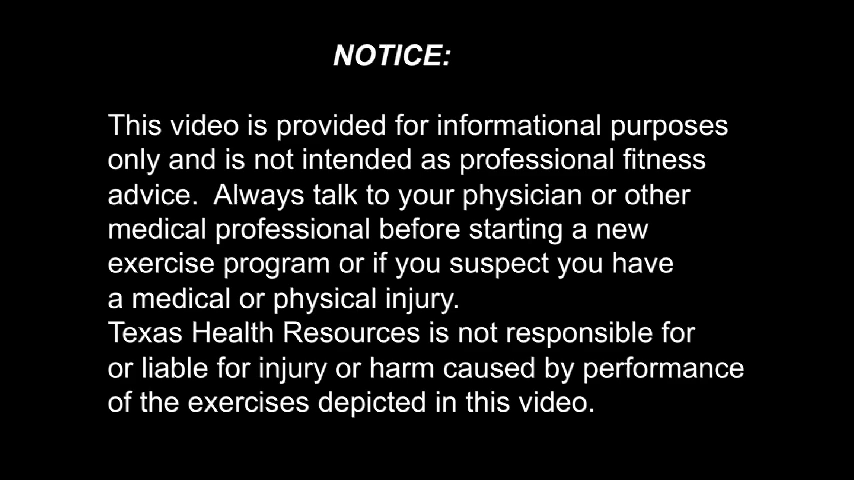 NOTICE:
This video is provided for informational purposes
only and is not intended as professional fitness
advice.  Always talk to your physician or other
medical professional before starting a new
exercise program or if you suspect you have
a medical or physical injury.
Texas Health Resources is not responsible for
or liable for injury or harm caused by performance
of the exercises depicted in this video.